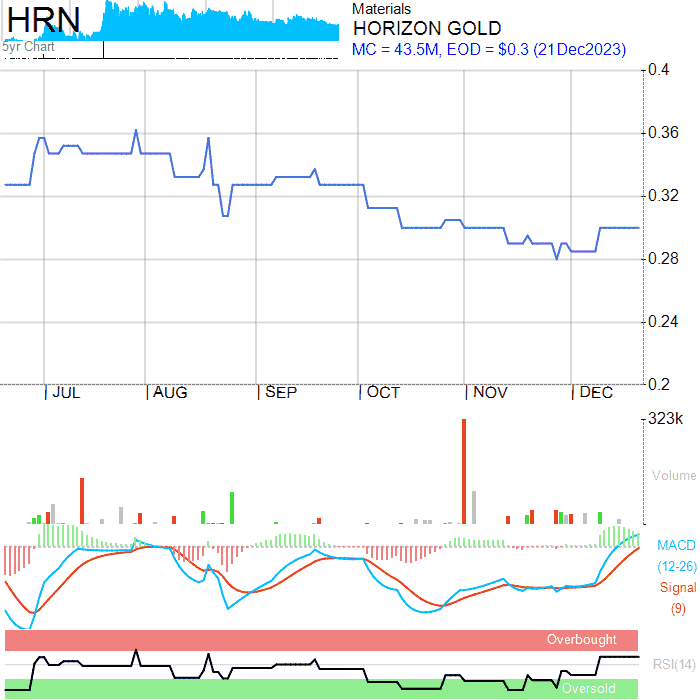 HRN
5yr Chart
Materials
HORIZON GOLD
MC = 43.5M, EOD = $0.3 (21Dec2023)
0.4
0.36
0.32
0.28
0.24
0.2
JUL AUG SEP OCT NOV DEC
323k
Volume
MACD
(12-26)
Signal
(9)
Overbought
RSI(14)
Oversold